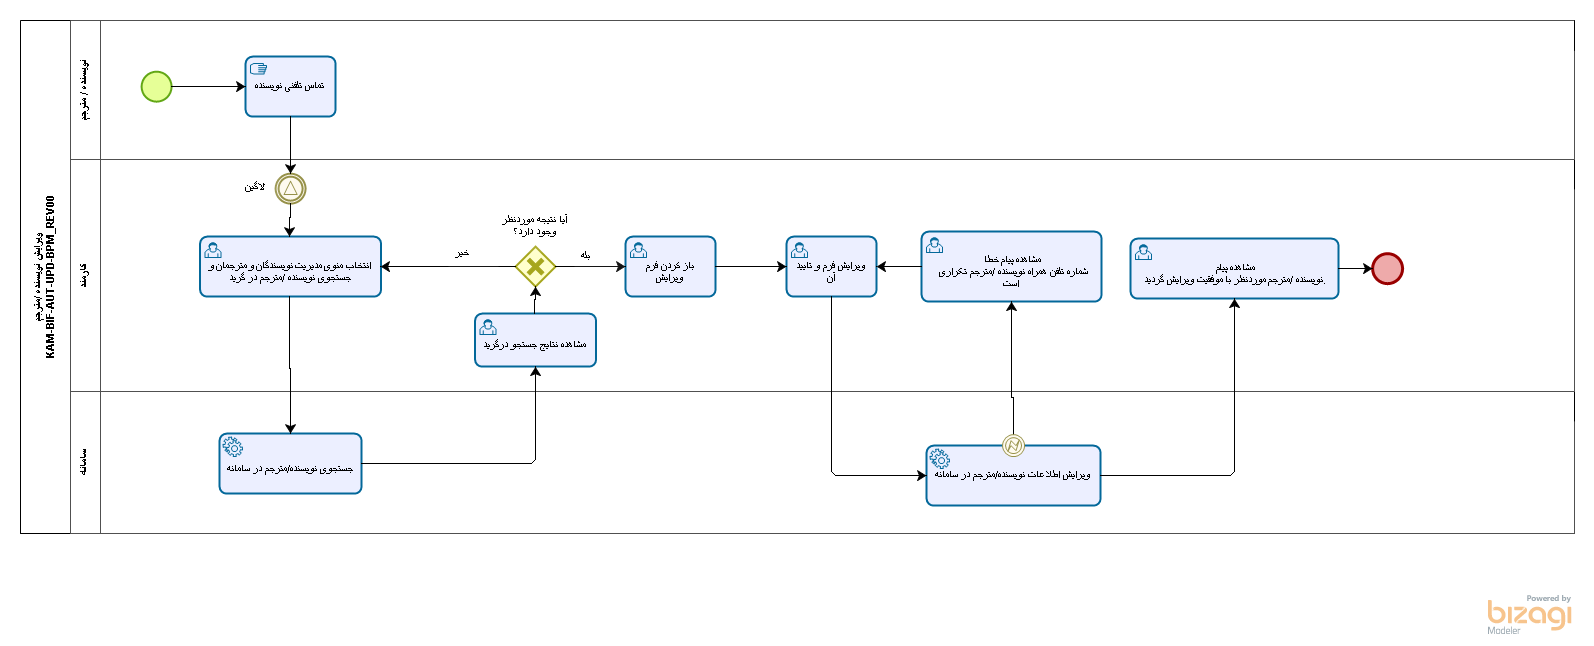 ویرایش نویسنده /مترجم
KAM-BIF-AUT-UPD-BPM_REV00
نویسنده / مترجم
تماس تلفنی نویسنده
کارمند
لاگین
انتخاب منوی مدیریت نویسندگان و مترجمان و
جستجوی نویسنده /مترجم در گرید
خیر
آیا نتیجه موردنظر
وجود دارد؟
بله
مشاهده نتایج جستجو درگرید
باز کردن فرم
ویرایش
ویرایش فرم و تایید
آن
مشاهده پیام خطا
شماره تلفن همراه نویسنده /مترجم تکراری
است
مشاهده پیام
نویسنده /مترجم موردنظر با موفقیت ویرایش گردید.
سامانه
جستجوی نویسنده/مترجم در سامانه
ویرایش اطلاعات نویسنده/مترجم در سامانه
Powered by
bizagi
Modeler